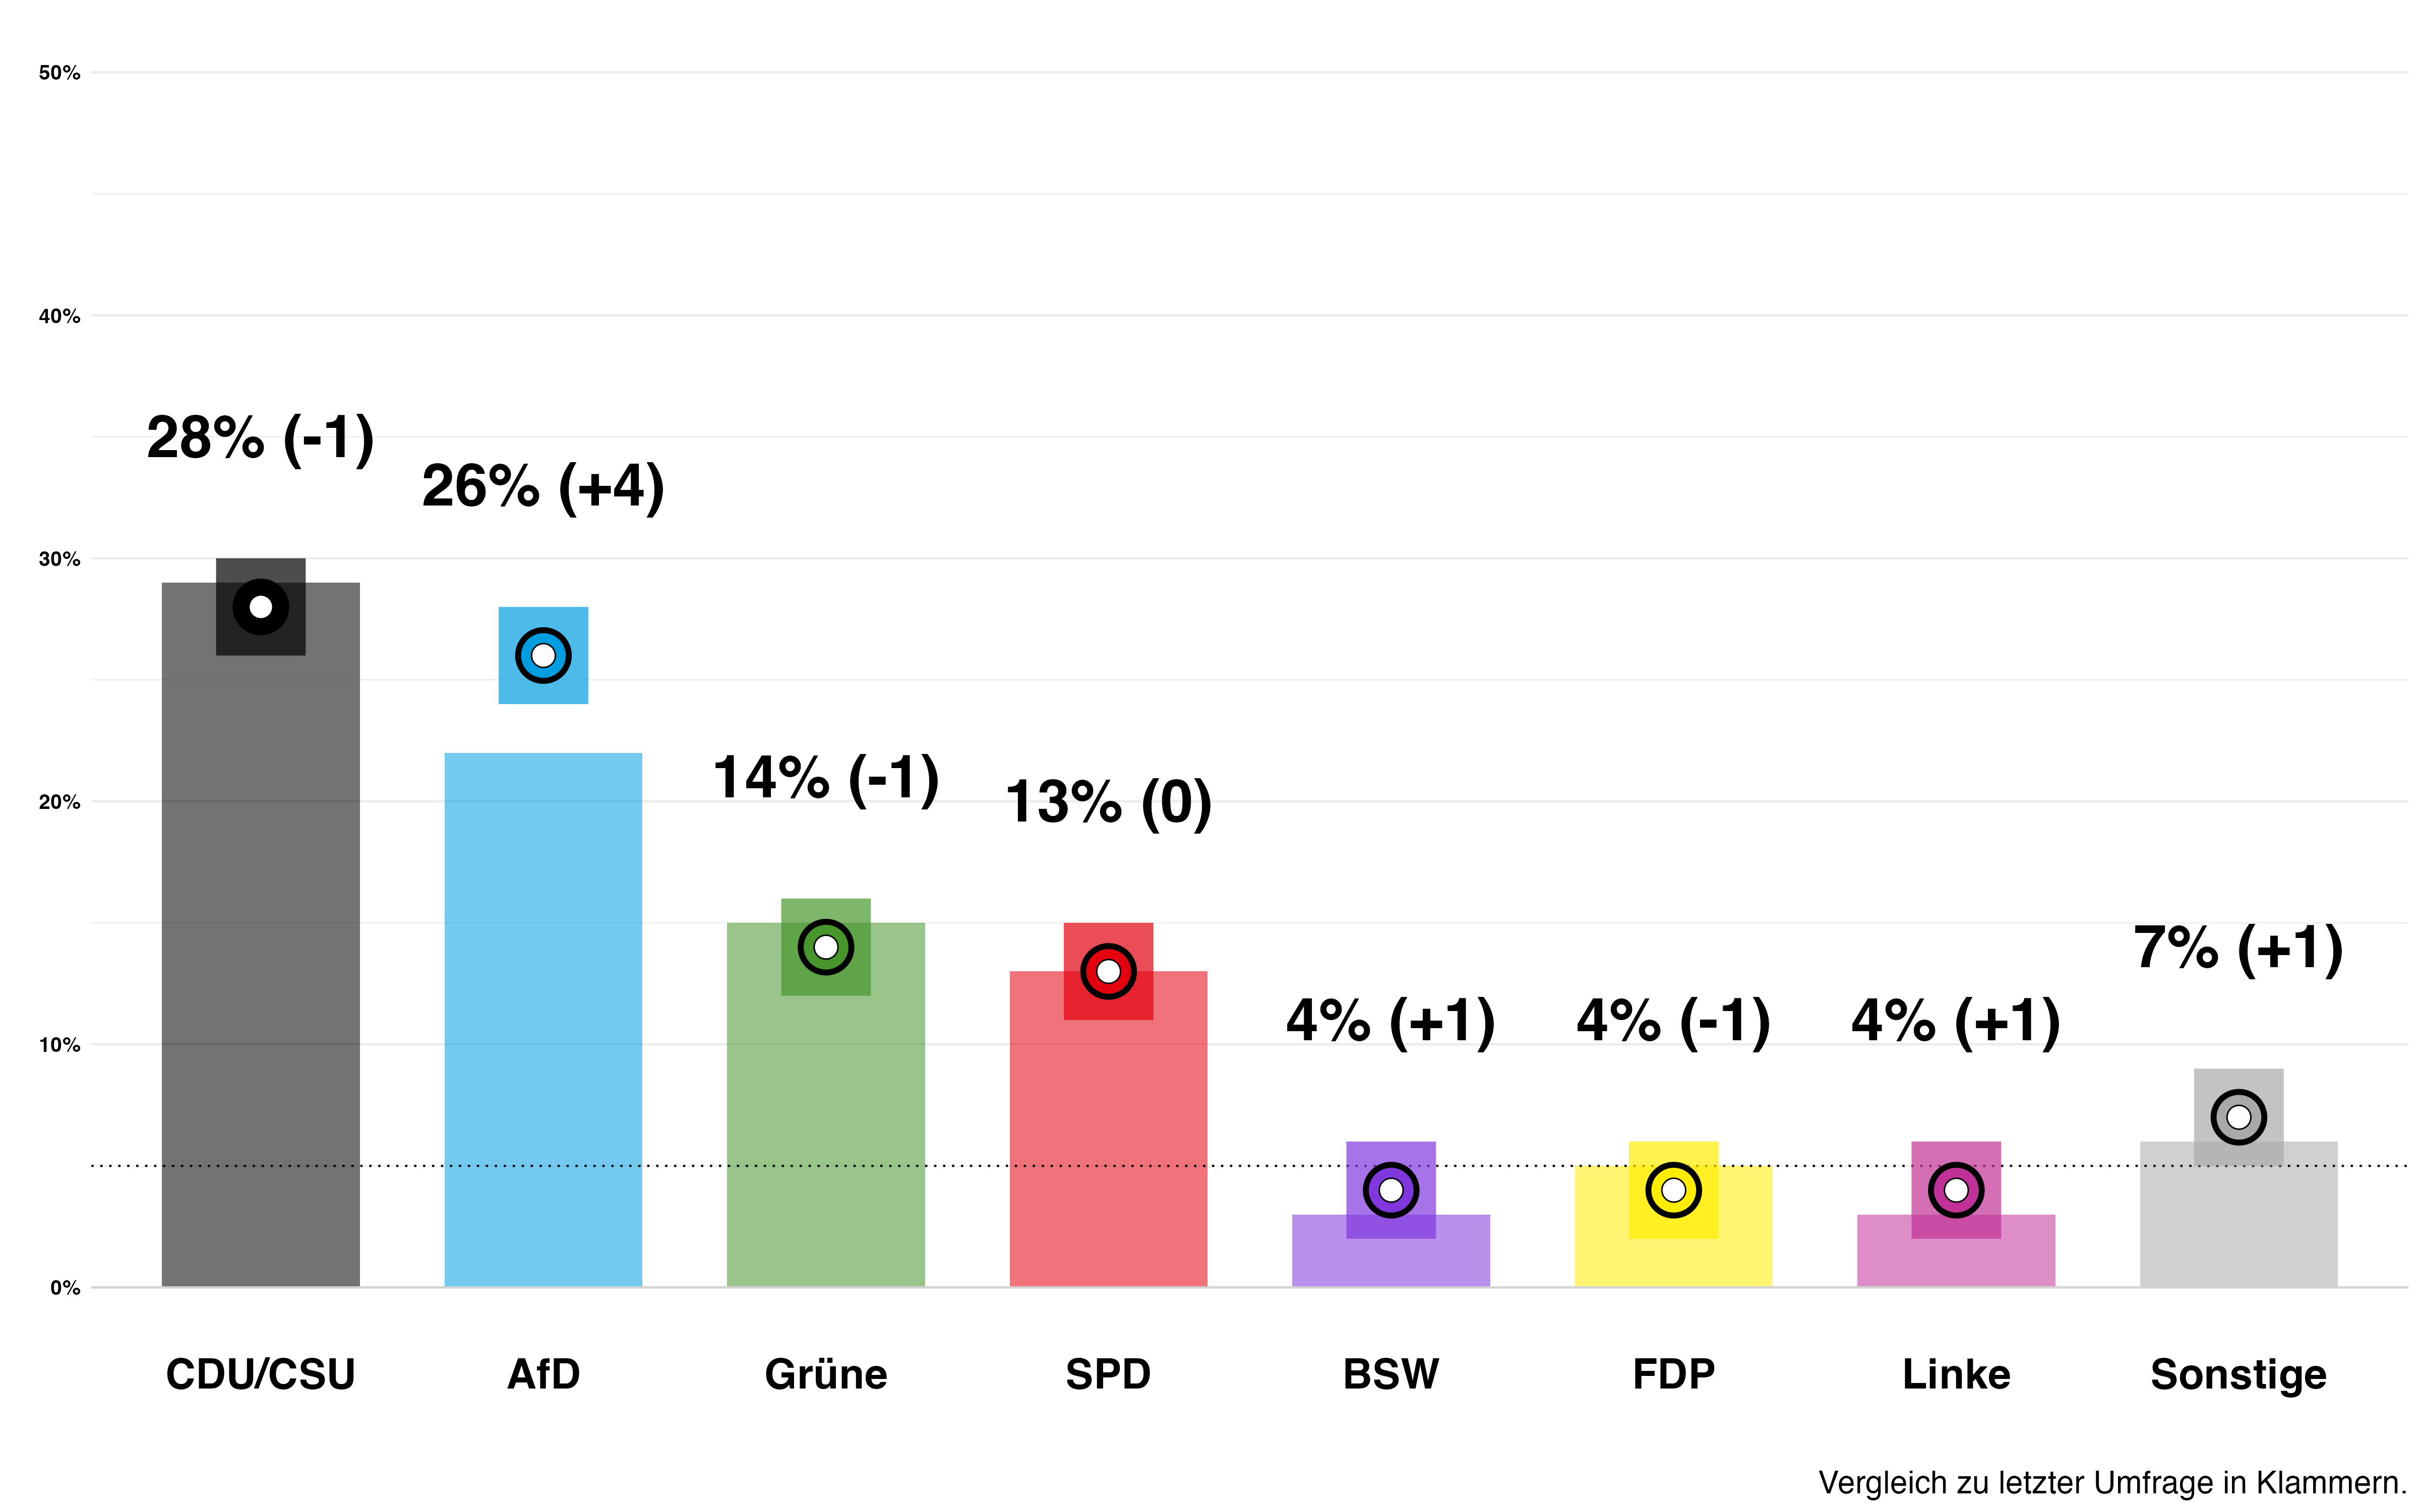 50%
40%
28% (-1)
26% (+4)
30%
14% (-1)
13% (0)
20%
7% (+1)
4% (+1)
4% (-1)
4% (+1)
10%
0%
CDU/CSU
AfD
Grüne
SPD
BSW
FDP
Linke
Sonstige
Vergleich zu letzter Umfrage in Klammern.